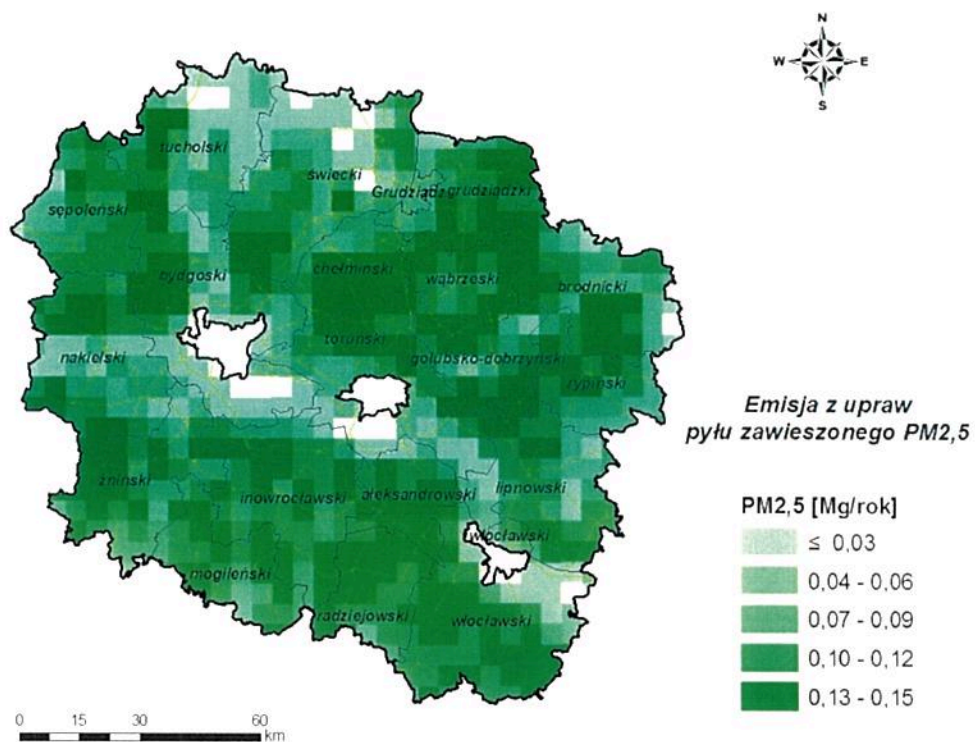 N
W E
S
tucholski
świecki
Grudziądz grudziądzki
sępoleński
bydgoski
chełmiński
wąbrzeski
brodnicki
toruński
nakielski
golubsko-dobrzyński
rypiński
Emisja z upraw
pyłu zawieszonego PM2,5
żniński
inowrocławski
aleksandrowski
lipnowski
włocławski
mogileński
radziejowski
włocławski
PM2,5 [Mg/rok]
≤ 0,03
0,04 - 0,06
0,07 - 0,09
0,10 - 0,12
0,13 - 0,15
0 15 30 60
km